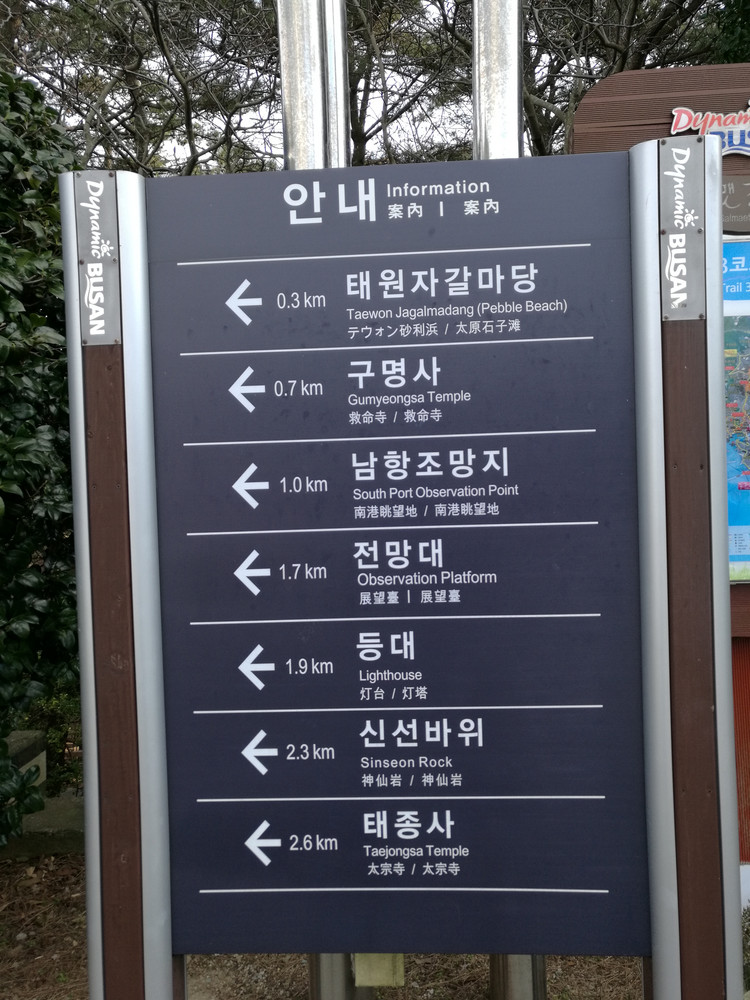 Dynamic BUSAN
Dynamic BUSAN
안내 Information
案內 | 案內
← 0.3 km 태원자갈마당
Taewon Jagalmadang (Pebble Beach)
テウォン砂利浜 / 太原石子滩
← 0.7 km 구명사
Gumyeongsa Temple
救命寺 / 救命寺
← 1.0 km 남항조망지
South Port Observation Point
南港眺望地 / 南港眺望地
← 1.7 km 전망대
Observation Platform
展望臺 | 展望臺
← 1.9 km 등대
Lighthouse
灯台 / 灯塔
← 2.3 km 신선바위
Sinseon Rock
神仙岩 / 神仙岩
← 2.6 km 태종사
Taejongsa Temple
太宗寺 / 太宗寺